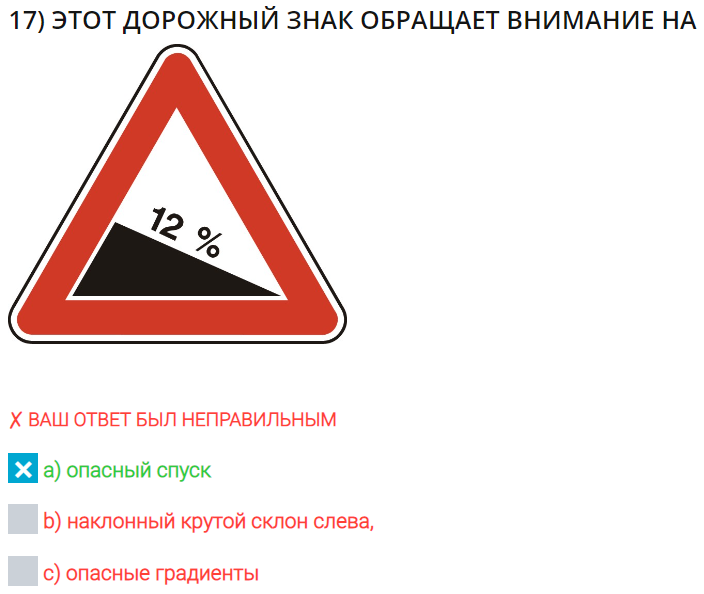 17) ЭТОТ ДОРОЖНЫЙ ЗНАК ОБРАЩАЕТ ВНИМАНИЕ НА
12 %
✗ ВАШ ОТВЕТ БЫЛ НЕПРАВИЛЬНЫМ
a) опасный спуск
b) наклонный крутой склон слева,
c) опасные градиенты